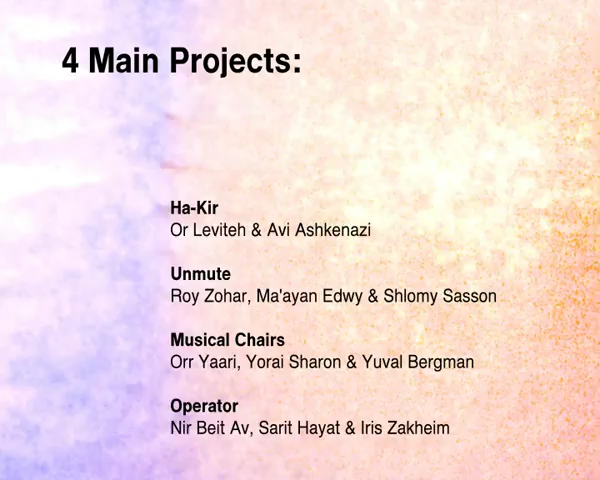 4 Main Projects:
Ha-Kir
Or Leviteh & Avi Ashkenazi
Unmute
Roy Zohar, Ma'ayan Edwy & Shlomy Sasson
Musical Chairs
Orr Yaari, Yorai Sharon & Yuval Bergman
Operator
Nir Beit Av, Sarit Hayat & Iris Zakheim